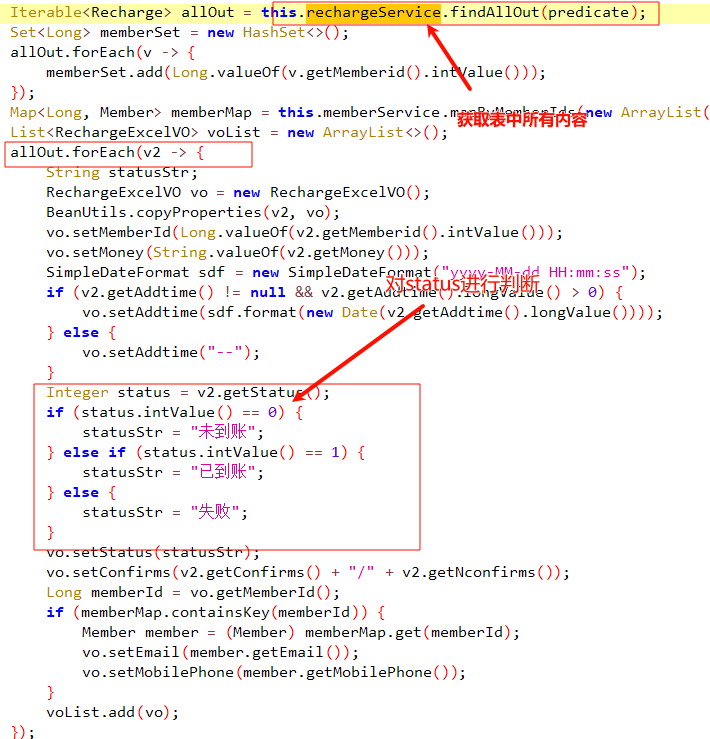 Iterable<Recharge> allOut = this.rechargeService.findAllOut(predicate);
Set<Long> memberSet = new HashSet<>();
allOut.forEach(v -> {
memberSet.add(Long.valueOf(v.getMemberid().intValue()));
});
Map<Long, Member> memberMap = this.memberService.mapByMemberIds(new ArrayList(
获取表中所有内容
List<RechargeExcelVO> voList = new ArrayList<>();
allOut.forEach(v2 -> {
String statusStr;
RechargeExcelVO vo = new RechargeExcelVO();
BeanUtils.copyProperties(v2, vo);
vo.setMemberId(Long.valueOf(v2.getMemberid().intValue()));
vo.setMoney(String.valueOf(v2.getMoney()));
SimpleDateFormat sdf = new SimpleDateFormat("yyyy-MM-dd HH:mm:ss");
对status进行判断
if (v2.getAddtime() != null && v2.getAddtime().longValue() > 0) {
vo.setAddtime(sdf.format(new Date(v2.getAddtime().longValue())));
} else {
vo.setAddtime("--");
}
Integer status = v2.getStatus();
if (status.intValue() == 0) {
statusStr = "未到账";
} else if (status.intValue() == 1) {
statusStr = "已到账";
} else {
statusStr = "失败";
}
vo.setStatus(statusStr);
vo.setConfirms(v2.getConfirms() + "/" + v2.getNconfirms());
Long memberId = vo.getMemberId();
if (memberMap.containsKey(memberId)) {
Member member = (Member) memberMap.get(memberId);
vo.setEmail(member.getEmail());
vo.setMobilePhone(member.getMobilePhone());
}
voList.add(vo);
});